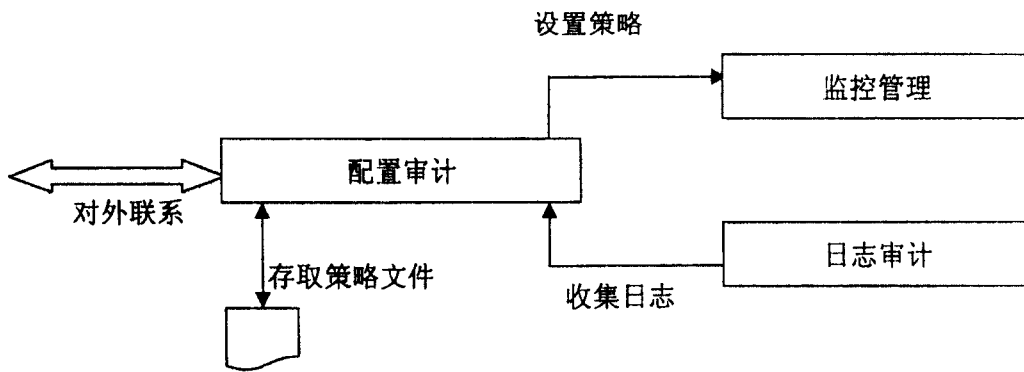 设置策略
监控管理
配置审计
对外联系
存取策略文件
日志审计
收集日志